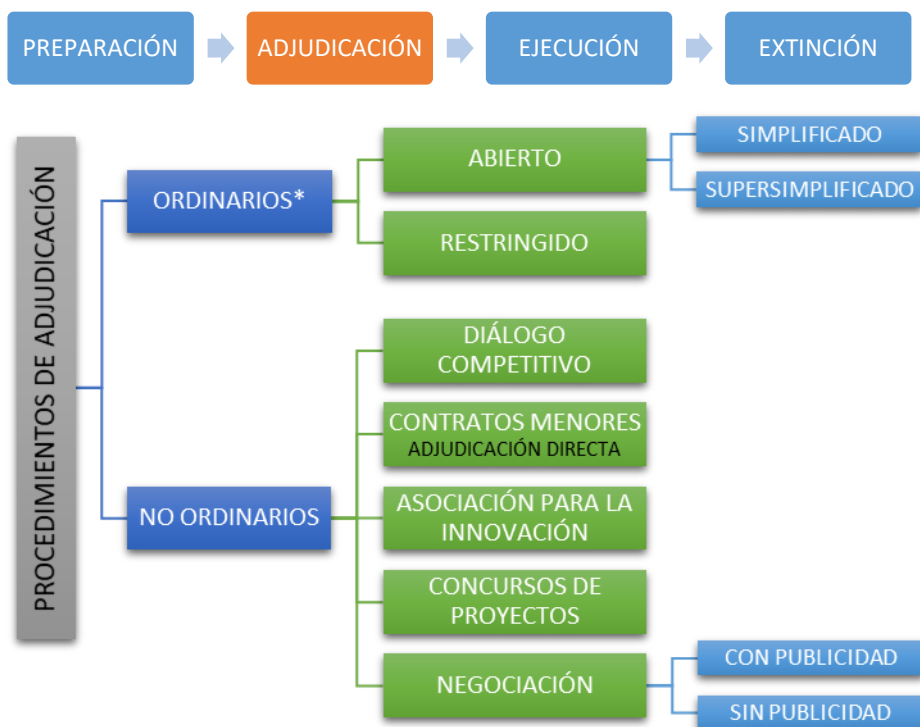 PREPARACIÓN
ADJUDICACIÓN
EJECUCIÓN
EXTINCIÓN
PROCEDIMIENTOS DE ADJUDICACIÓN
ORDINARIOS*
ABIERTO
SIMPLIFICADO
SUPERSIMPLIFICADO
RESTRINGIDO
NO ORDINARIOS
DIÁLOGO
COMPETITIVO
CONTRATOS MENORES
ADJUDICACIÓN DIRECTA
ASOCIACIÓN PARA LA
INNOVACIÓN
CONCURSOS DE
PROYECTOS
NEGOCIACIÓN
CON PUBLICIDAD
SIN PUBLICIDAD